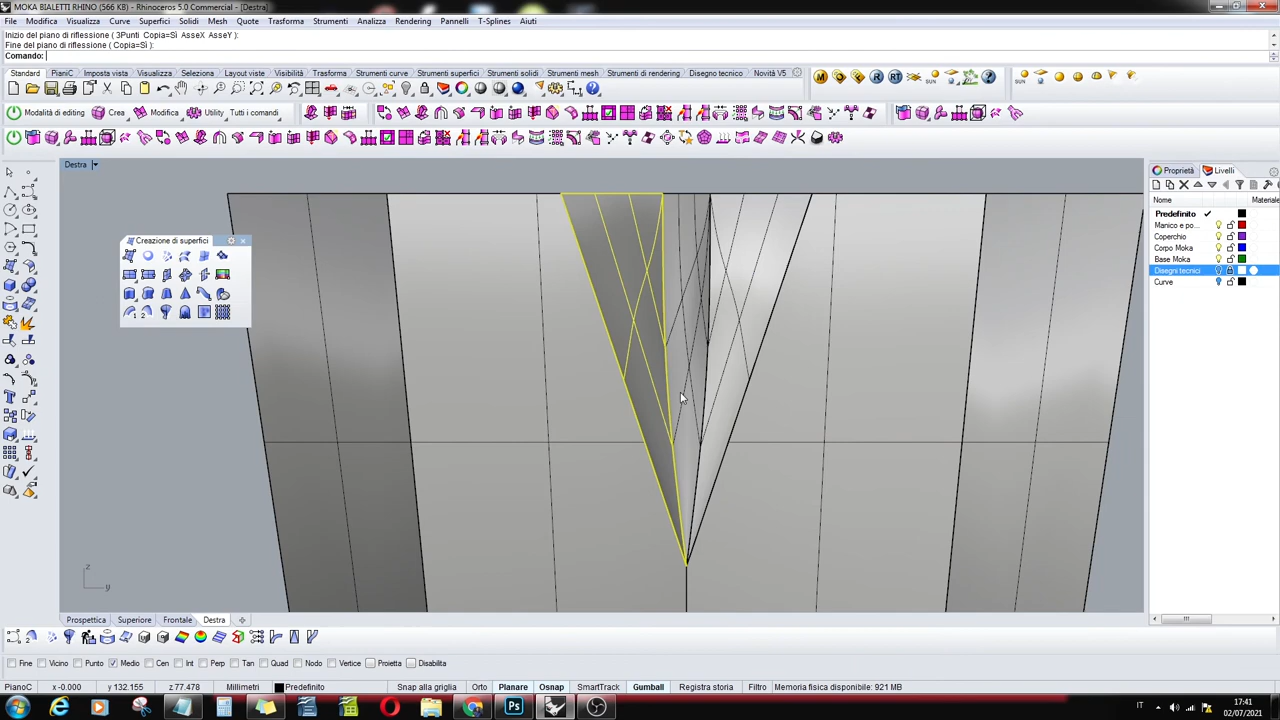 MOKA BIALETTI RHINO (566 KB) - Rhinoceros 5.0 Commercial - [Destra]
File Modifica Visualizza Curve Superfici Solidi Mesh Quote Trasforma Strumenti Analizza Rendering Pannelli T-Splines Aiuti
Inizio del piano di riflessione ( 3Punti Copia=Sì AsseX AsseY ):
Fine del piano di riflessione ( Copia=Sì ):
Comando:
Standard PianiC Imposta vista Visualizza Selezione Layout viste Visibilità Trasforma Strumenti curve Strumenti superfici Strumenti solidi Strumenti mesh Strumenti di rendering Disegno tecnico Novità V5
Modalità di editing Crea Modifica Utility Tutti i comandi
Destra
Proprietà Livelli
Nome Materiale
Predefinito
Manico e po...
Coperchio
Corpo Moka
Base Moka
Disegni tecnici
Curve
Creazione di superfici
z
y
Prospettica Superiore Frontale Destra
Fine Vicino Punto Medio Cen Int Perp Tan Quad Nodo Vertice Proietta Disabilita
PianoC x -0.000 y 132.155 z 77.478 Millimetri Predefinito Snap alla griglia Orto Planare Osnap SmartTrack Gumball Registra storia Filtro Memoria fisica disponibile: 921 MB
IT 17:41
02/07/2021